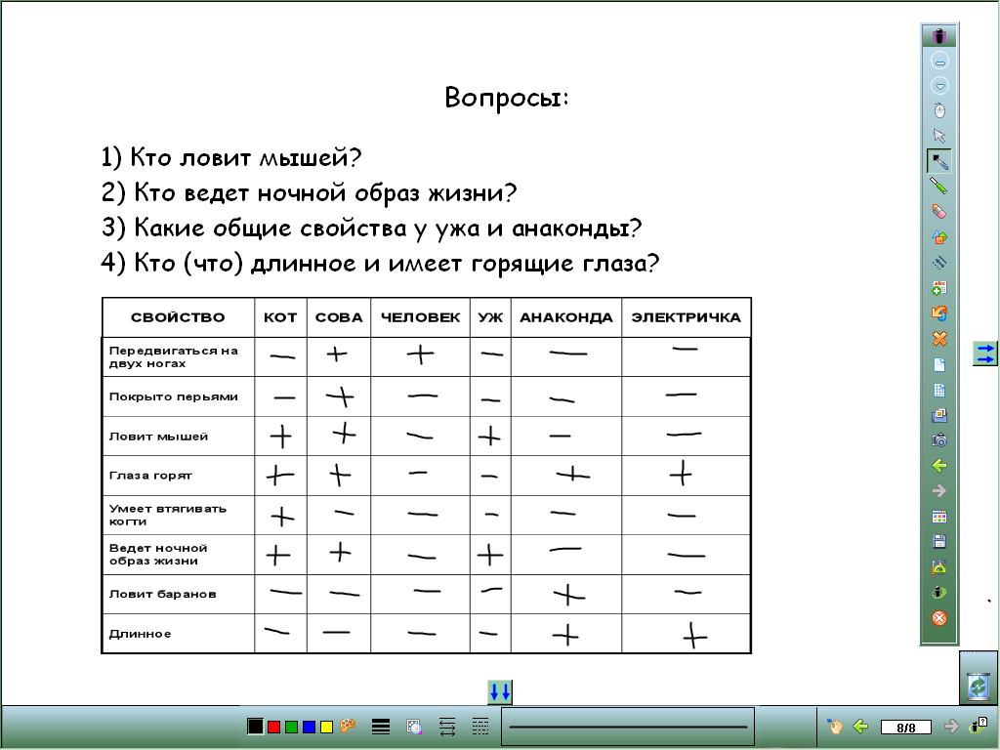 Вопросы:
1) Кто ловит мышей?
2) Кто ведет ночной образ жизни?
3) Какие общие свойства у ужа и анаконды?
4) Кто (что) длинное и имеет горящие глаза?
СВОЙСТВО КОТ СОВА ЧЕЛОВЕК УЖ АНАКОНДА ЭЛЕКТРИЧКА
Передвигаться на
двух ногах — + + — — —
Покрыто перьями — + — — — —
Ловит мышей + + — + — —
Глаза горят + + — — + +
Умеет втягивать
когти + — — — — —
Ведет ночной
образ жизни + + — + — —
Ловит баранов — — — — + —
Длинное — — — — + +
8/8